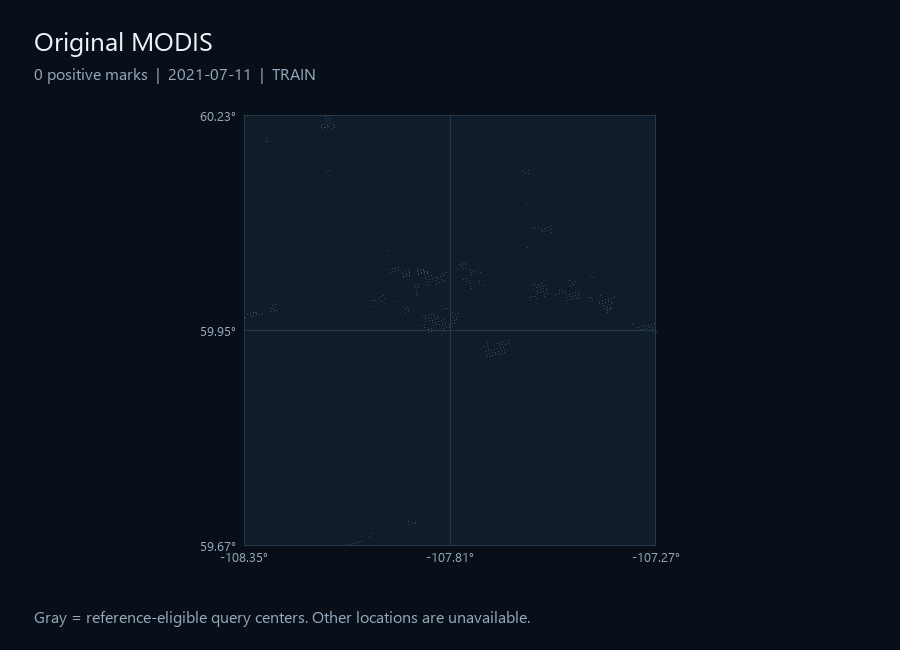 Original MODIS
0 positive marks | 2021-07-11 | TRAIN
60.23°
59.95°
59.67°
-108.35° -107.81° -107.27°
Gray = reference-eligible query centers. Other locations are unavailable.